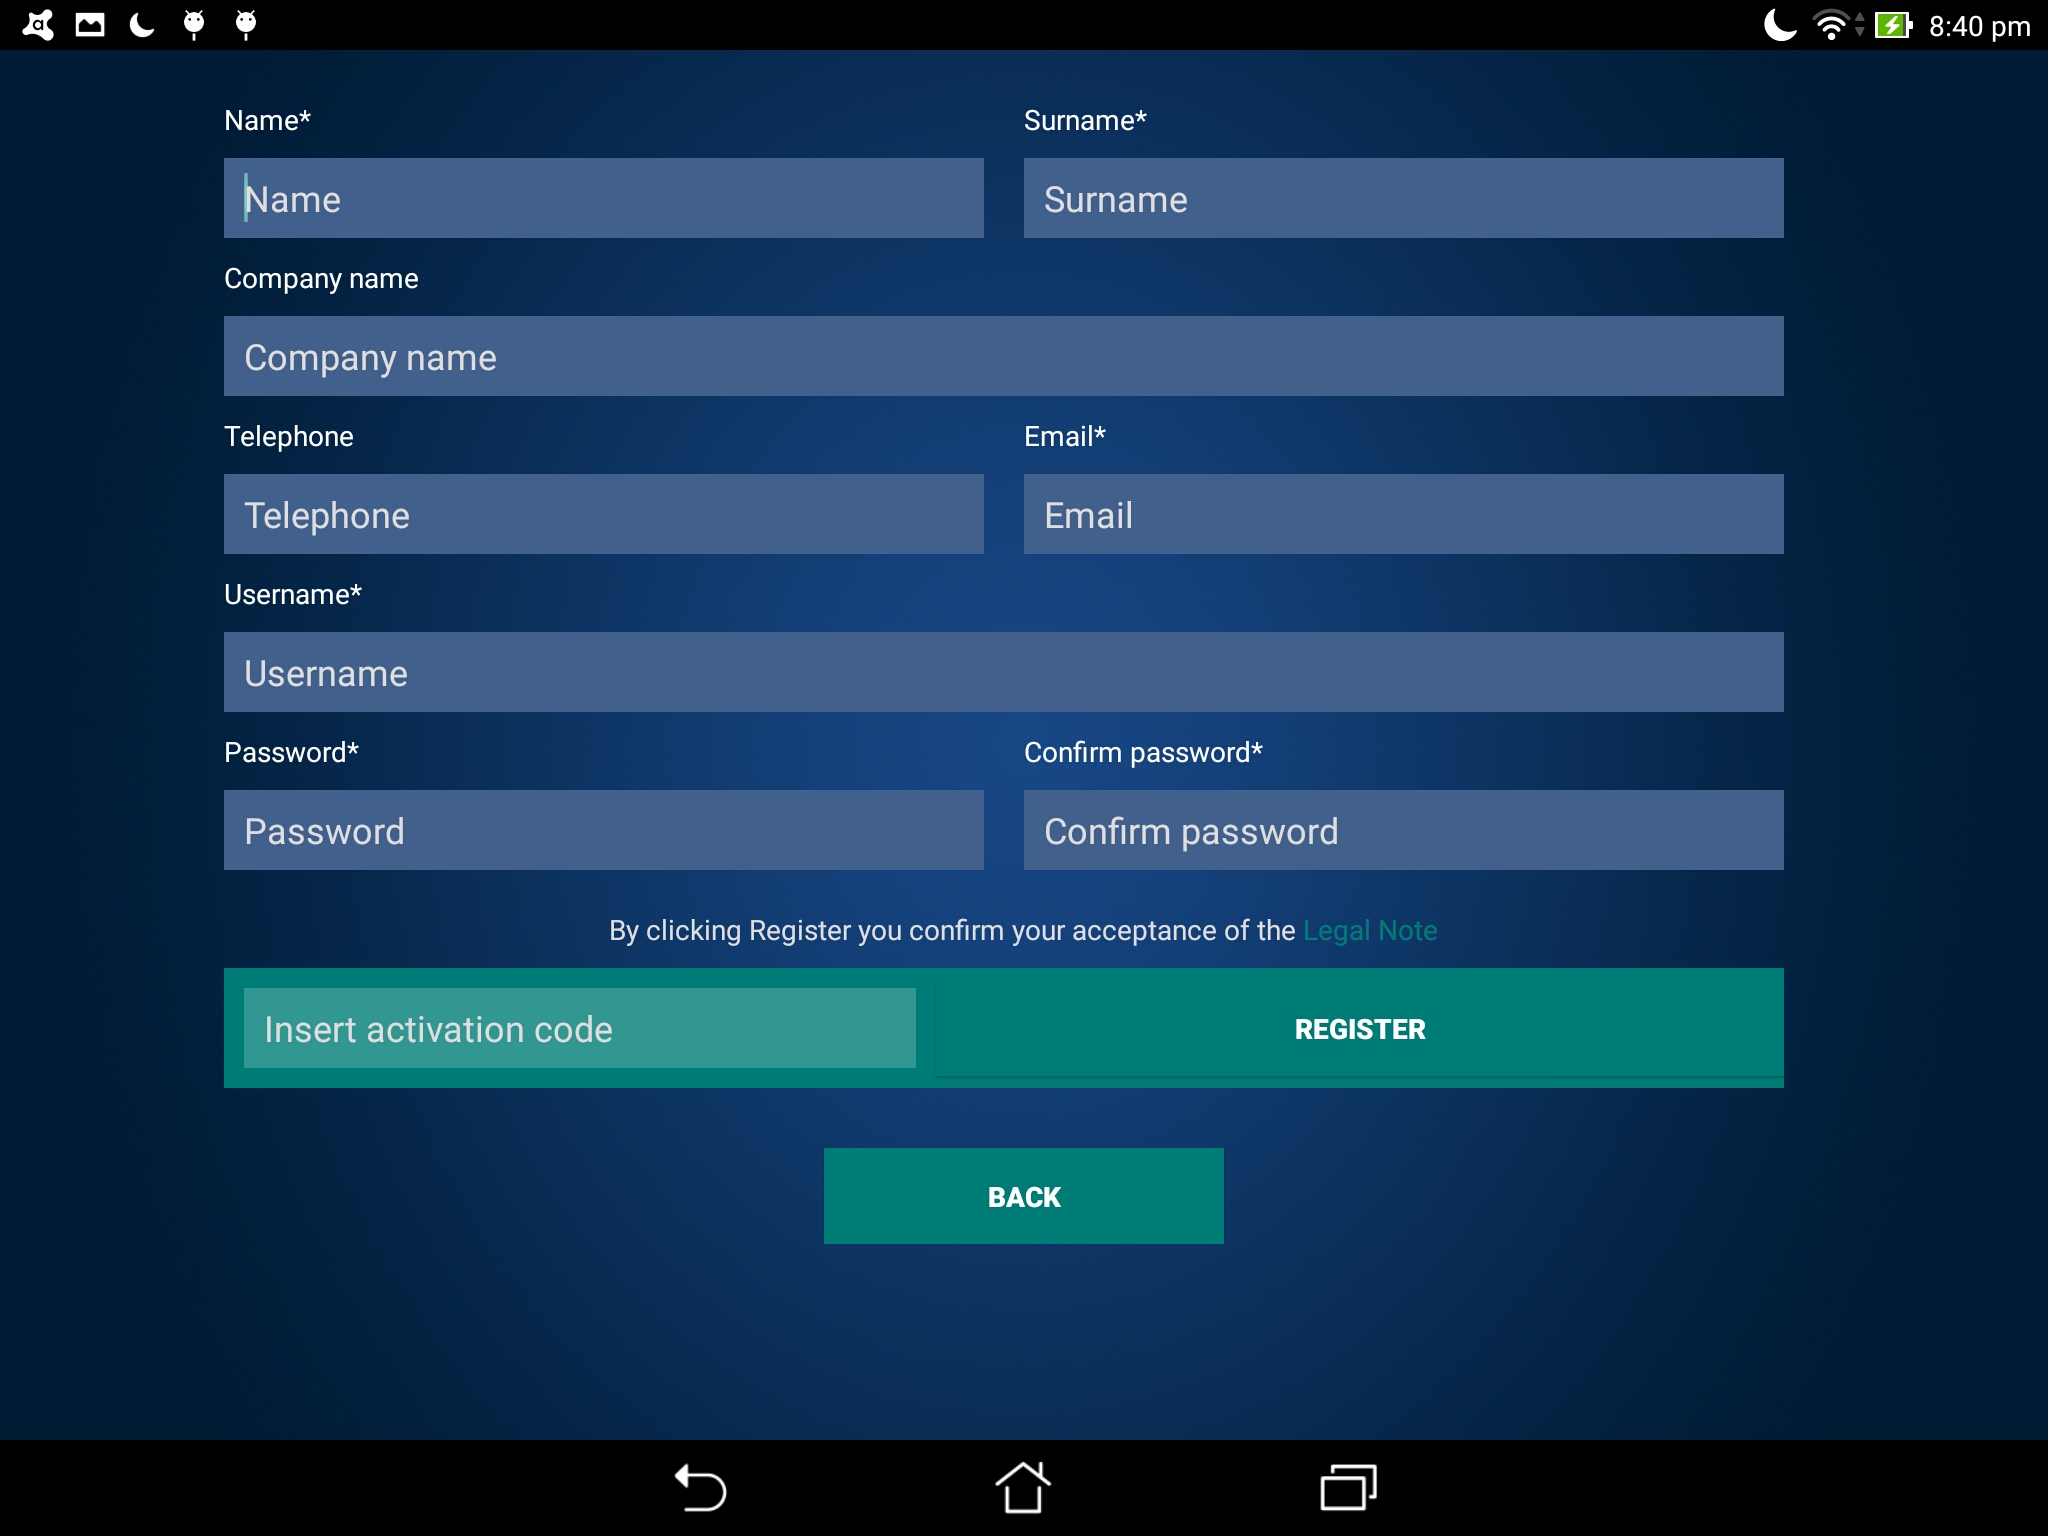 8:40 pm
Name* Surname*
Name Surname
Company name
Company name
Telephone Email*
Telephone Email
Username*
Username
Password* Confirm password*
Password Confirm password
By clicking Register you confirm your acceptance of the Legal Note
Insert activation code REGISTER
BACK